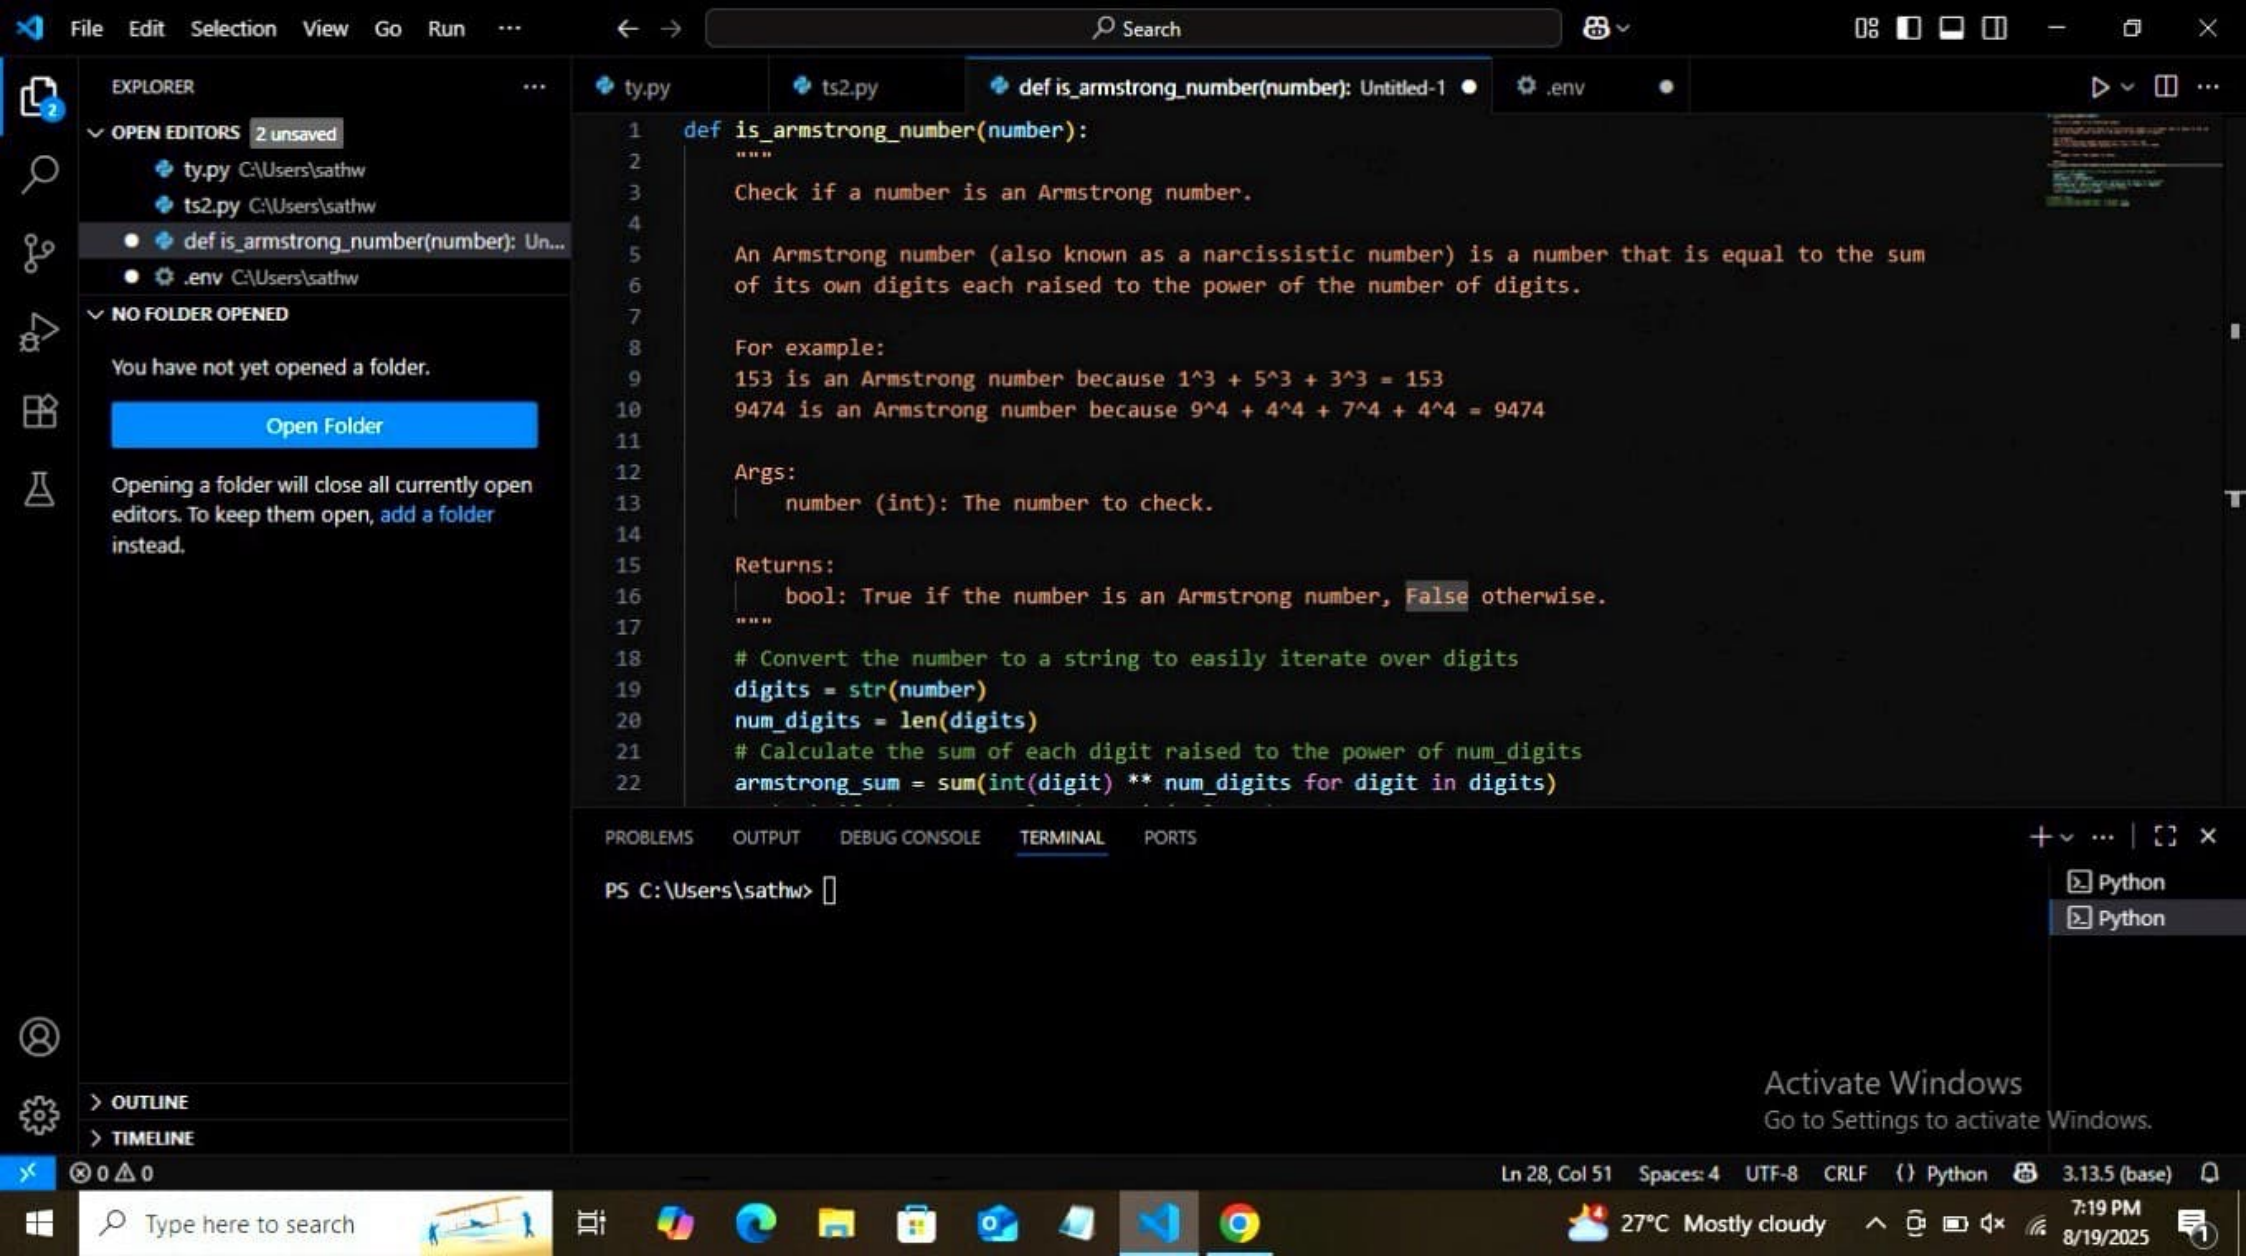 File Edit Selection View Go Run ···
Search
EXPLORER ···
OPEN EDITORS 2 unsaved
ty.py C:\Users\sathw
ts2.py C:\Users\sathw
def is_armstrong_number(number): Un...
.env C:\Users\sathw
NO FOLDER OPENED
You have not yet opened a folder.
Open Folder
Opening a folder will close all currently open
editors. To keep them open, add a folder
instead.
OUTLINE
TIMELINE
2
ty.py ts2.py def is_armstrong_number(number): Untitled-1 .env
1 def is_armstrong_number(number):
2 """
3 Check if a number is an Armstrong number.
4
5 An Armstrong number (also known as a narcissistic number) is a number that is equal to the sum
6 of its own digits each raised to the power of the number of digits.
7
8 For example:
9 153 is an Armstrong number because 1^3 + 5^3 + 3^3 = 153
10 9474 is an Armstrong number because 9^4 + 4^4 + 7^4 + 4^4 = 9474
11
12 Args:
13 number (int): The number to check.
14
15 Returns:
16 bool: True if the number is an Armstrong number, False otherwise.
17 """
18 # Convert the number to a string to easily iterate over digits
19 digits = str(number)
20 num_digits = len(digits)
21 # Calculate the sum of each digit raised to the power of num_digits
22 armstrong_sum = sum(int(digit) ** num_digits for digit in digits)
PROBLEMS OUTPUT DEBUG CONSOLE TERMINAL PORTS
PS C:\Users\sathw>
Python
Python
Activate Windows
Go to Settings to activate Windows.
0 0
Ln 28, Col 51 Spaces: 4 UTF-8 CRLF {} Python 3.13.5 (base)
Type here to search
4
27°C Mostly cloudy
7:19 PM
8/19/2025
1